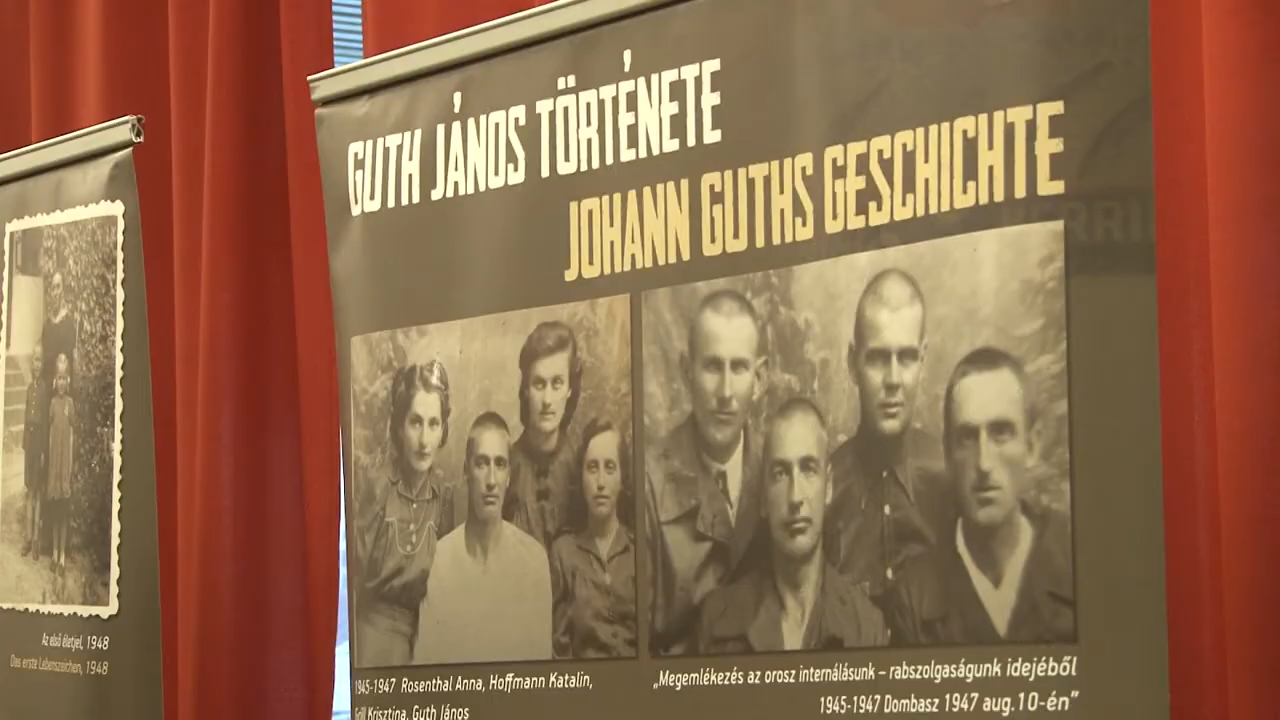 GUTH JÁNOS TÖRTÉNETE
JOHANN GUTHS GESCHICHTE
Az első életjel, 1948
Das erste Lebenszeichen, 1948
1945-1947 Rosenthal Anna, Hoffmann Katalin,
Krisztina, Guth János
„Megemlékezés az orosz internálásunk – rabszolgaságunk idejéből
1945-1947 Dombasz 1947 aug.10-én”